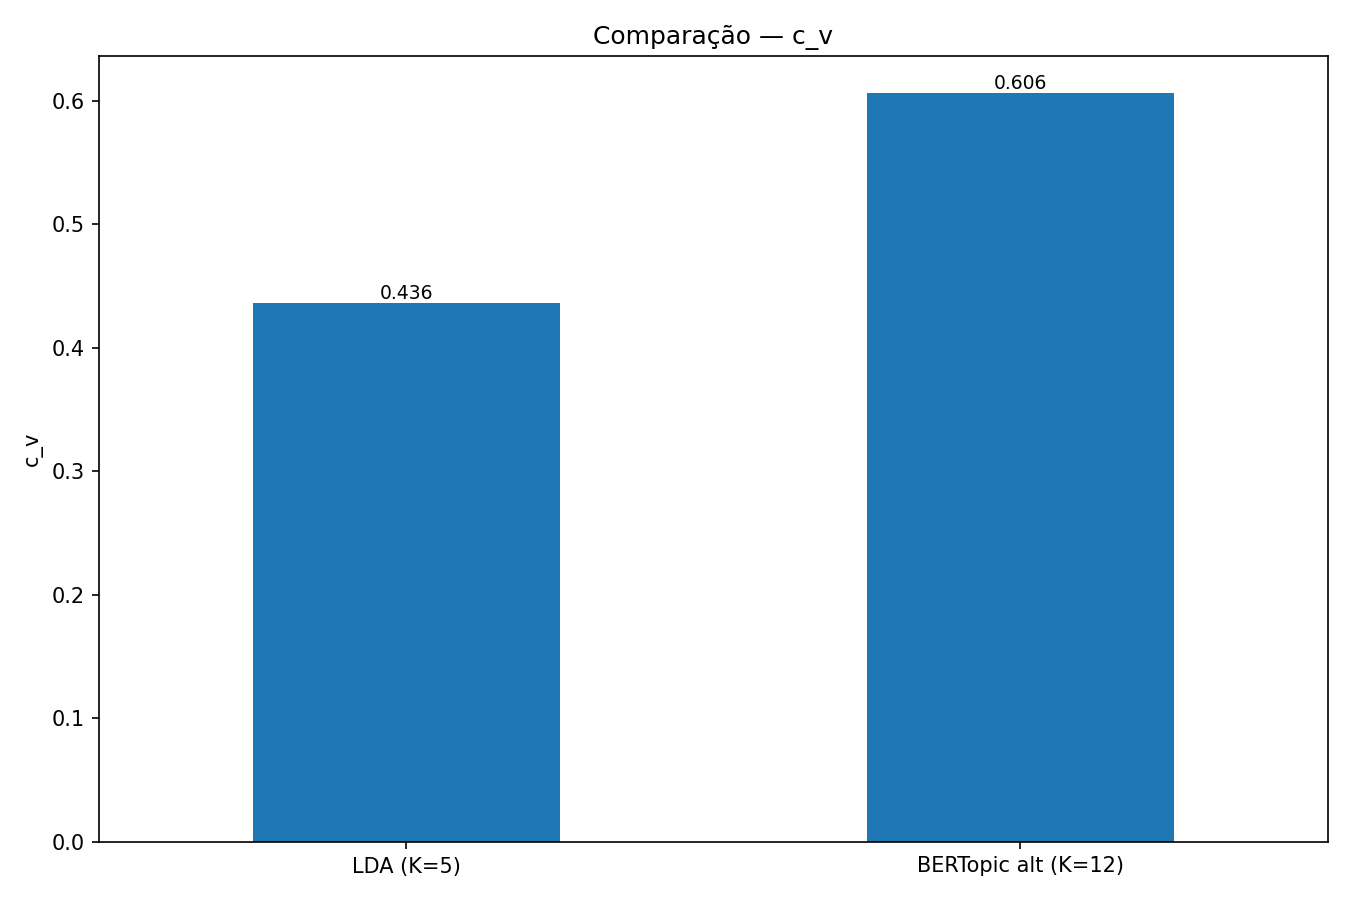 Comparação — c_v
0.606
0.436
c_v
0.6
0.5
0.4
0.3
0.2
0.1
0.0
LDA (K=5)
BERTopic alt (K=12)